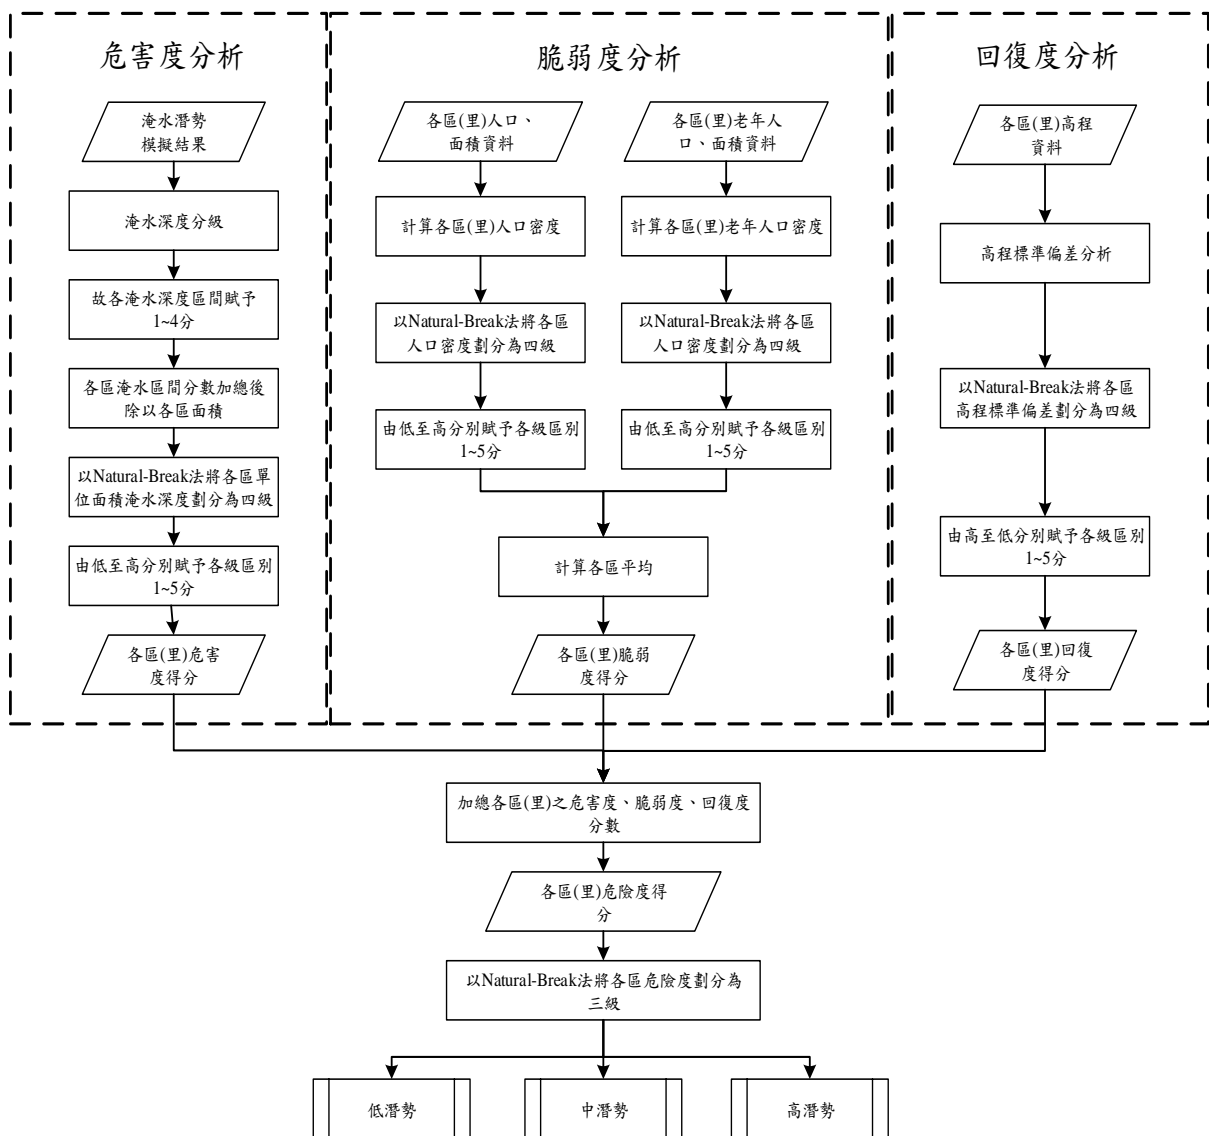 危害度分析
淹水潛勢
模擬結果
淹水深度分級
故各淹水深度區間賦予
1~4分
各區淹水區間分數加總後
除以各區面積
以Natural-Break法將各區單
位面積淹水深度劃分為四級
由低至高分別賦予各級區別
1~5分
各區(里)危害
度得分
脆弱度分析
各區(里)人口、
面積資料
計算各區(里)人口密度
以Natural-Break法將各區
人口密度劃分為四級
由低至高分別賦予各級區別
1~5分
各區(里)老年人
口、面積資料
計算各區(里)老年人口密度
以Natural-Break法將各區
人口密度劃分為四級
由低至高分別賦予各級區別
1~5分
計算各區平均
各區(里)脆弱
度得分
回復度分析
各區(里)高程
資料
高程標準偏差分析
以Natural-Break法將各區
高程標準偏差劃分為四級
由高至低分別賦予各級區別
1~5分
各區(里)回復
度得分
加總各區(里)之危害度、脆弱度、回復度
分數
各區(里)危險度得
分
以Natural-Break法將各區危險度劃分為
三級
低潛勢
中潛勢
高潛勢